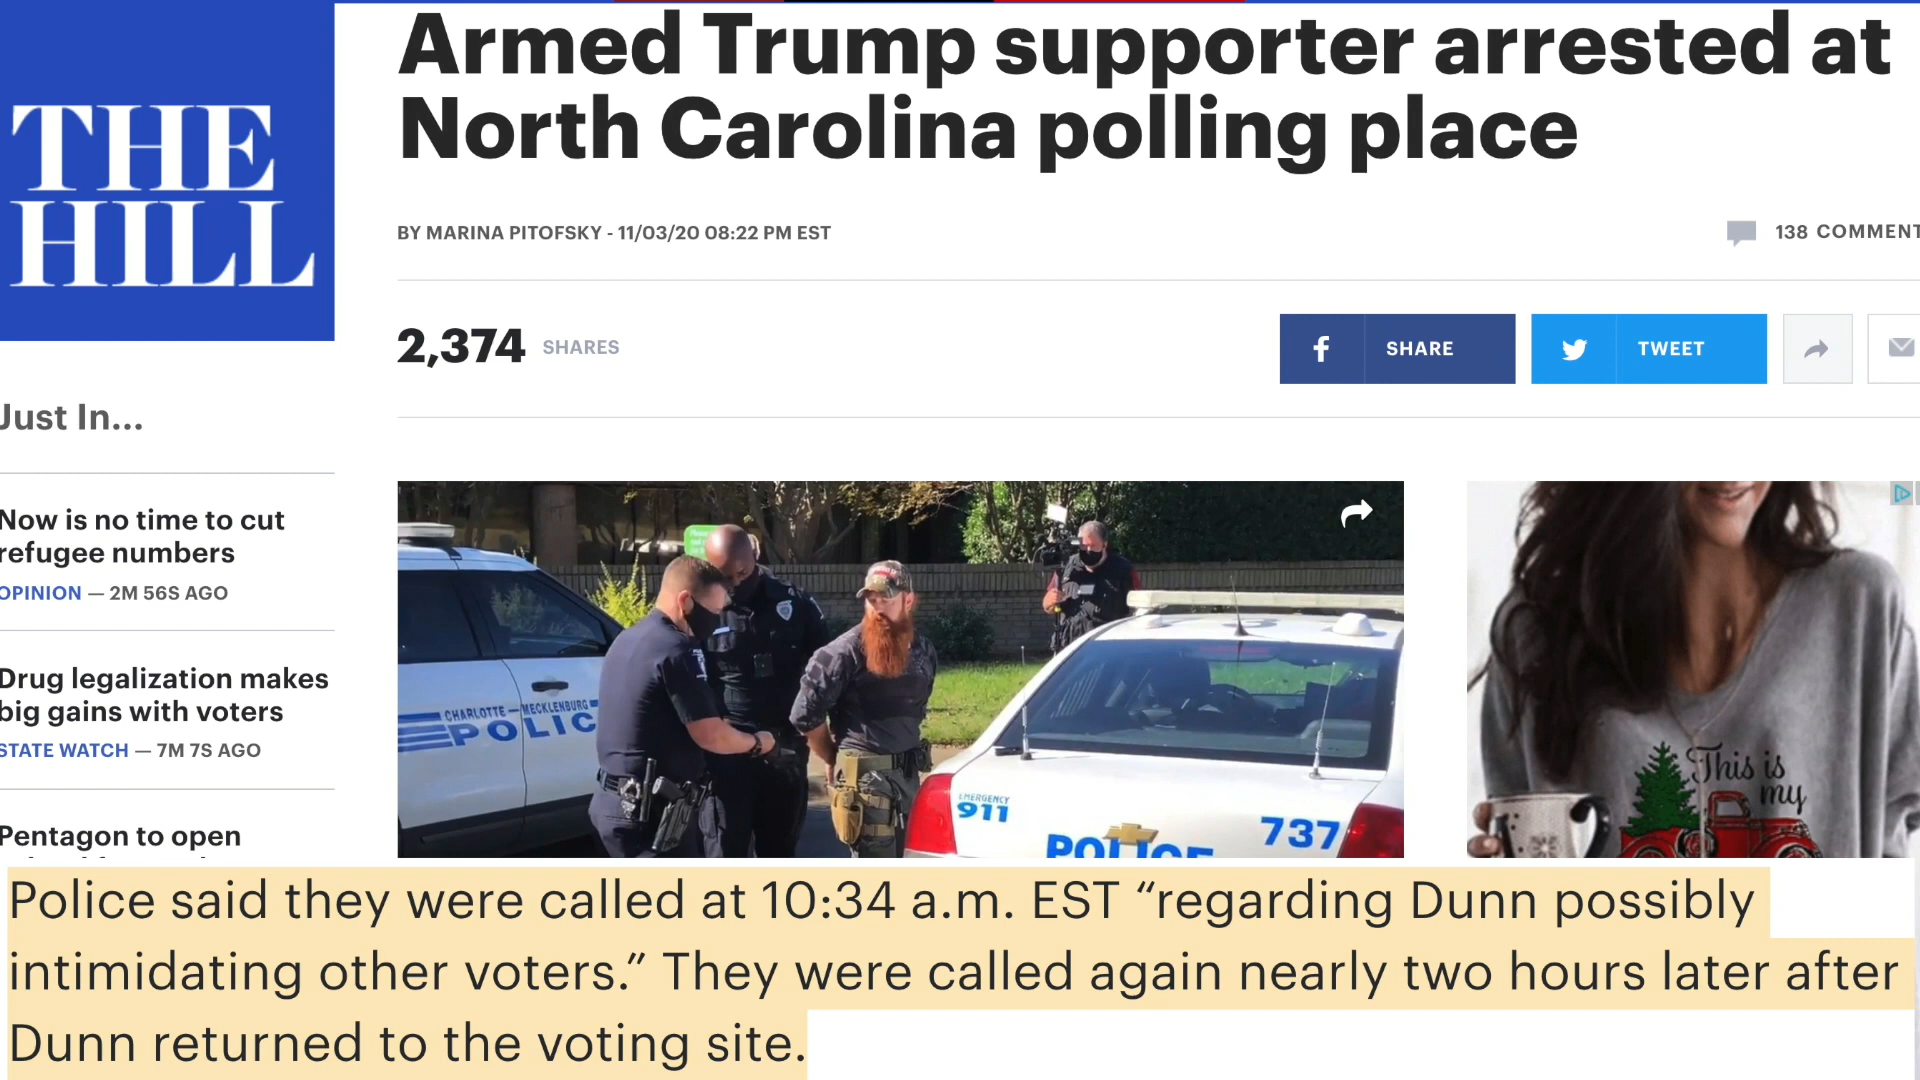 Armed Trump supporter arrested at
North Carolina polling place
THE
HILL
BY MARINA PITOFSKY - 11/03/20 08:22 PM EST
138 COMMENT
2,374 SHARES
SHARE
TWEET
Just In...
Now is no time to cut
refugee numbers
OPINION — 2M 56S AGO
Drug legalization makes
big gains with voters
STATE WATCH — 7M 7S AGO
Pentagon to open
CHARLOTTE-MECKLENBURG
POLIC
EMERGENCY
911
737
POLICE
This is
my
Police said they were called at 10:34 a.m. EST “regarding Dunn possibly
intimidating other voters.” They were called again nearly two hours later after
Dunn returned to the voting site.